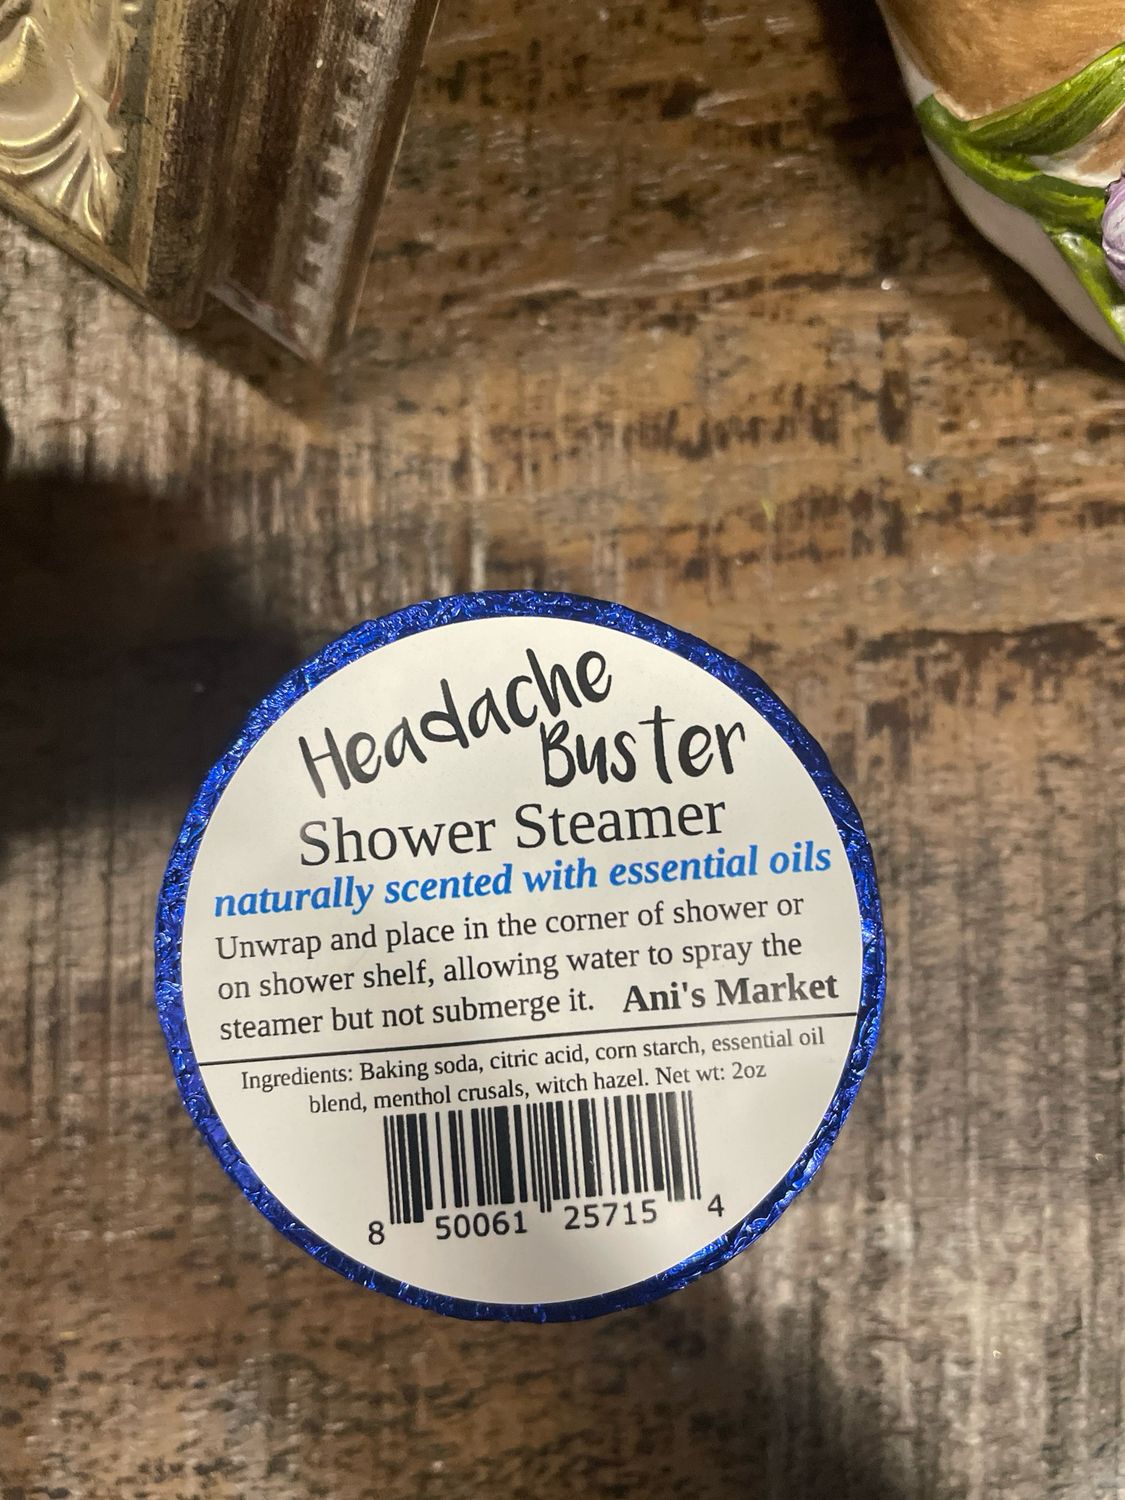 Headache
Buster
Shower Steamer
naturally scented with essential oils
Unwrap and place in the corner of shower or
on shower shelf, allowing water to spray the
steamer but not submerge it. Ani's Market
Ingredients: Baking soda, citric acid, corn starch, essential oil
blend, menthol crusals, witch hazel. Net wt: 2oz
8 50061 25715 4